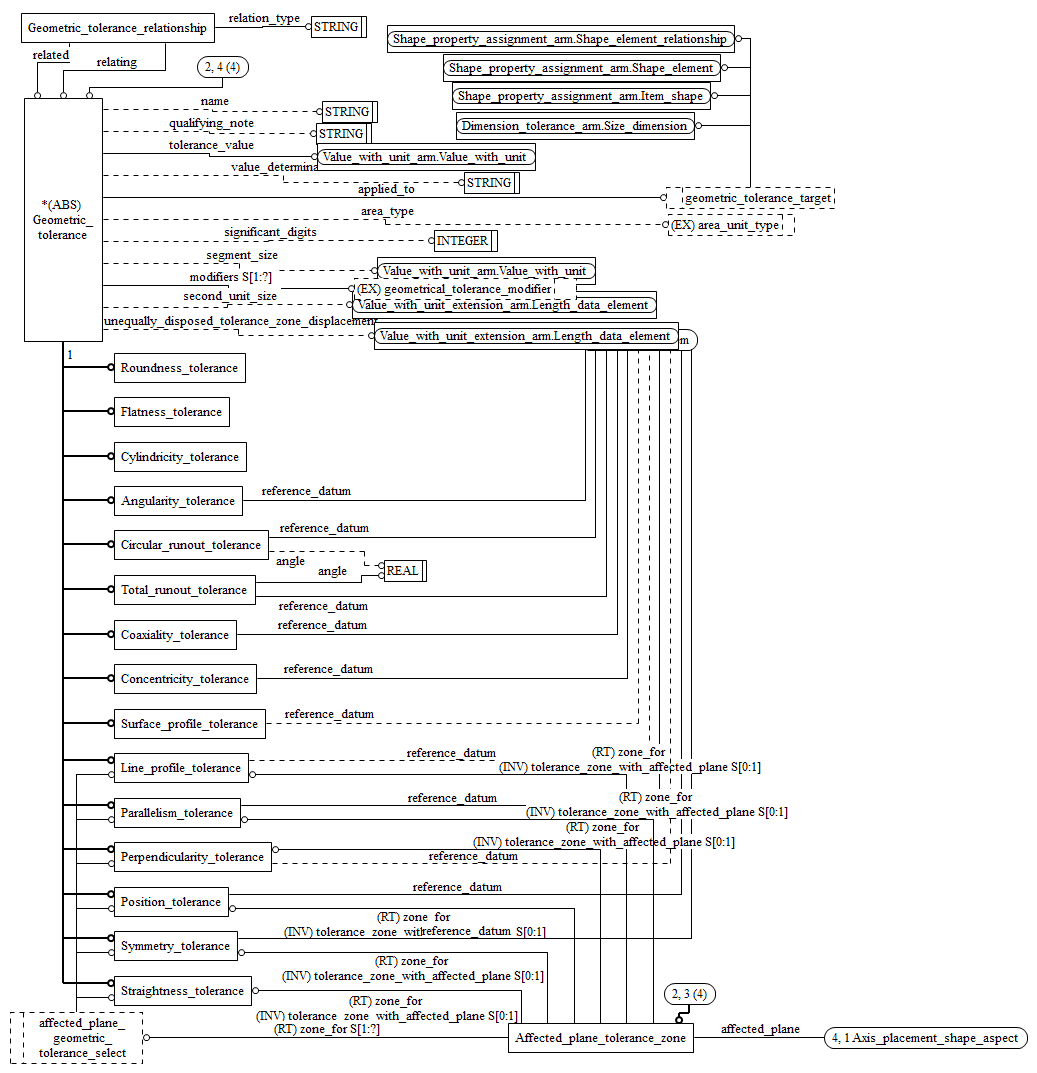 Geometric_tolerance_relationship
relation_type
STRING
related
relating
2, 4 (4)
Shape_property_assignment_arm.Shape_element_relationship
Shape_property_assignment_arm.Shape_element
Shape_property_assignment_arm.Item_shape
Dimension_tolerance_arm.Size_dimension
*(ABS)
Geometric_
tolerance
name
STRING
qualifying_note
STRING
tolerance_value
Value_with_unit_arm.Value_with_unit
value_determina
STRING
applied_to
geometric_tolerance_target
area_type
(EX) area_unit_type
significant_digits
INTEGER
segment_size
Value_with_unit_arm.Value_with_unit
modifiers S[1:?]
(EX) geometrical_tolerance_modifier
second_unit_size
Value_with_unit_extension_arm.Length_data_element
unequally_disposed_tolerance_zone_displacement
Value_with_unit_extension_arm.Length_data_element
m
1
Roundness_tolerance
Flatness_tolerance
Cylindricity_tolerance
Angularity_tolerance
reference_datum
Circular_runout_tolerance
reference_datum
angle
angle
REAL
Total_runout_tolerance
reference_datum
Coaxiality_tolerance
reference_datum
Concentricity_tolerance
reference_datum
Surface_profile_tolerance
reference_datum
Line_profile_tolerance
reference_datum
(RT) zone_for
(INV) tolerance_zone_with_affected_plane S[0:1]
Parallelism_tolerance
reference_datum
(RT) zone_for
(INV) tolerance_zone_with_affected_plane S[0:1]
Perpendicularity_tolerance
(RT) zone_for
(INV) tolerance_zone_with_affected_plane S[0:1]
reference_datum
Position_tolerance
reference_datum
(RT) zone_for
(INV) tolerance_zone_with
reference_datum
S[0:1]
Symmetry_tolerance
(RT) zone_for
(INV) tolerance_zone_with_affected_plane S[0:1]
Straightness_tolerance
(RT) zone_for
(INV) tolerance_zone_with_affected_plane S[0:1]
(RT) zone_for S[1:?]
affected_plane_
geometric_
tolerance_select
2, 3 (4)
Affected_plane_tolerance_zone
affected_plane
4, 1 Axis_placement_shape_aspect